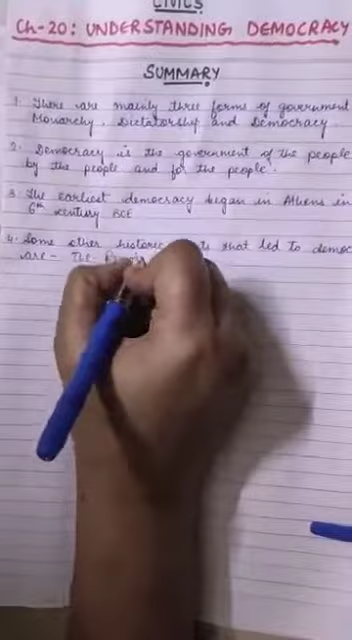 CIVICS
Ch-20: UNDERSTANDING DEMOCRACY
SUMMARY
1. There are mainly three forms of government
Monarchy, Dictatorship and Democracy.
2. Democracy is the government of the people
by the people and for the people.
3. The earliest democracy began in Athens in
6th century BCE
4. Some other that led to democ
are - The